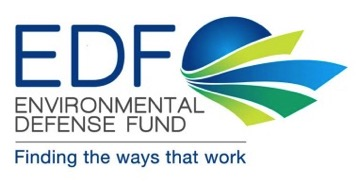 EDF
ENVIRONMENTAL
DEFENSE FUND
Finding the ways that work